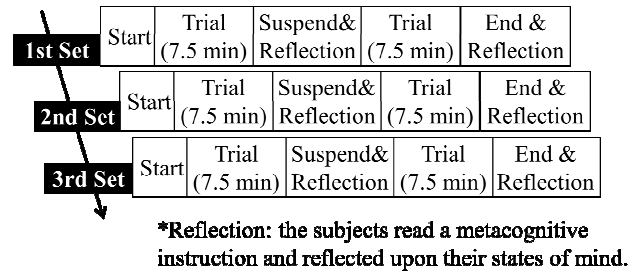 1st Set
Start
Trial
(7.5 min)
Suspend&
Reflection
Trial
(7.5 min)
End &
Reflection
2nd Set
Start
Trial
(7.5 min)
Suspend&
Reflection
Trial
(7.5 min)
End &
Reflection
3rd Set
Start
Trial
(7.5 min)
Suspend&
Reflection
Trial
(7.5 min)
End &
Reflection
*Reflection: the subjects read a metacognitive
instruction and reflected upon their states of mind.